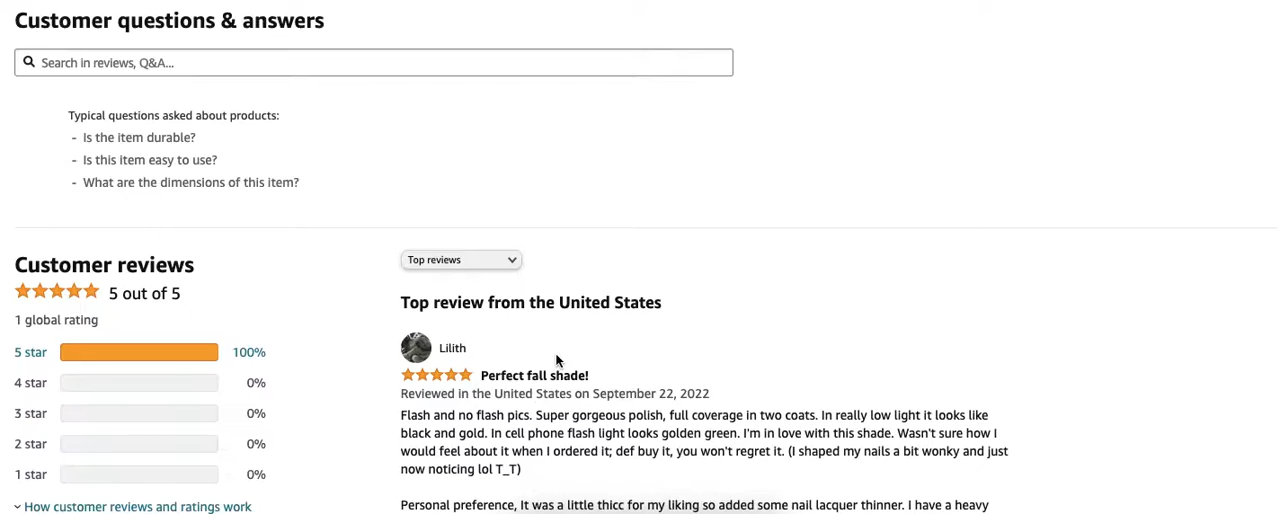 Customer questions & answers
Search in reviews, Q&A...
Typical questions asked about products:
- Is the item durable?
- Is this item easy to use?
- What are the dimensions of this item?
Customer reviews
5 out of 5
1 global rating
5 star 100%
4 star 0%
3 star 0%
2 star 0%
1 star 0%
How customer reviews and ratings work
Top reviews
Top review from the United States
Lilith
Perfect fall shade!
Reviewed in the United States on September 22, 2022
Flash and no flash pics. Super gorgeous polish, full coverage in two coats. In really low light it looks like
black and gold. In cell phone flash light looks golden green. I'm in love with this shade. Wasn't sure how I
would feel about it when I ordered it; def buy it, you won't regret it. (I shaped my nails a bit wonky and just
now noticing lol T_T)
Personal preference, It was a little thicc for my liking so added some nail lacquer thinner. I have a heavy